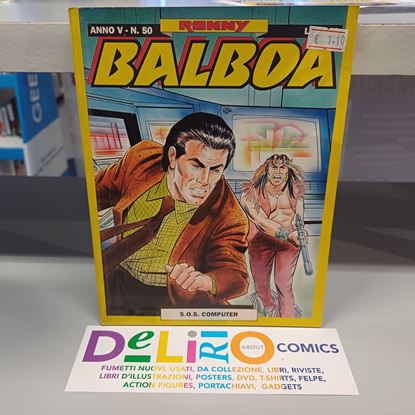 RONNY
ANNO V - N. 50
€ 1.10
BALBOA
S.O.S. COMPUTER
DeLiRiO ABOUT COMICS
FUMETTI NUOVI, USATI, DA COLLEZIONE, LIBRI, RIVISTE,
LIBRI D'ILLUSTRAZIONI, POSTERS, DVD, T-SHIRTS, FELPE,
ACTION FIGURES, PORTACHIAVI, GADGETS